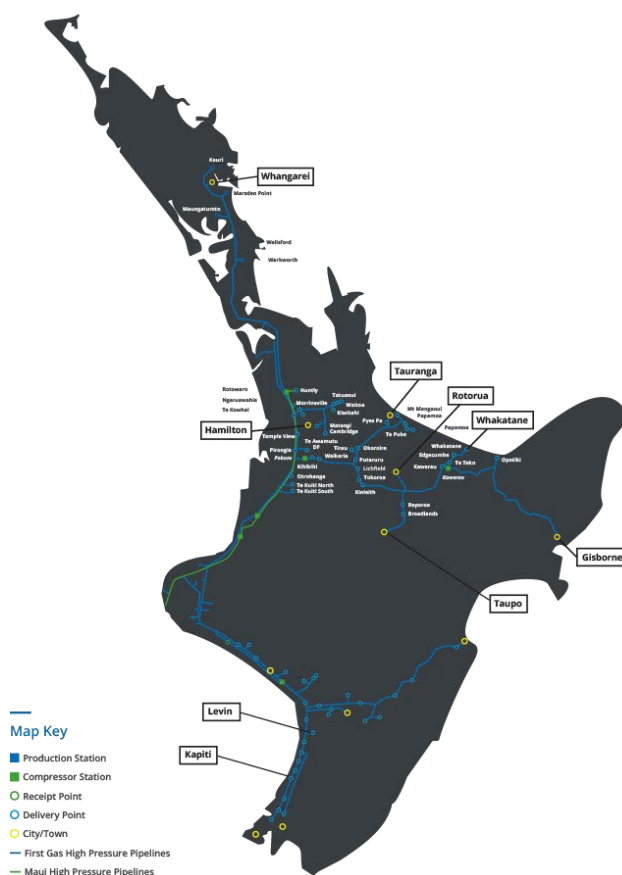 Kauri
Whangarei
Marsden Point
Maungaturoto
Wellsford
Warkworth
Rotowaro
Ngaruawahia
Te Kowhai
Huntly
Tatuanui
Morrinsville
Waitoa
Kiwitahi
Hamilton
Matangi
Cambridge
Temple View
Te Awamutu
DF
Pirongia
Pokuru
Waikeria
Kihikihi
Otrohanga
Te Kuiti North
Te Kuiti South
Tauranga
Mt Manganui
Papamoa
Papamoa
Pyes Pa
Te Puke
Rotorua
Whakatane
Okoroire
Tirau
Putaruru
Lichfield
Tokoroa
Kinleith
Whakatane
Edgecumbe
Te Teko
Kawerau
Kawerau
Opotiki
Reporoa
Broadlands
Gisborne
Taupo
Levin
Kapiti
Map Key
Production Station
Compressor Station
Receipt Point
Delivery Point
City/Town
First Gas High Pressure Pipelines
Maui High Pressure Pipelines